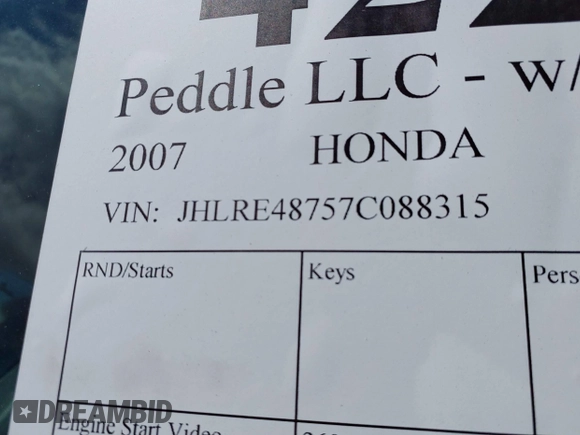 Peddle LLC - w/
2007 HONDA
VIN: JHLRE48757C088315
RND/Starts Keys Pers
DREAMBID
Engine Start Video